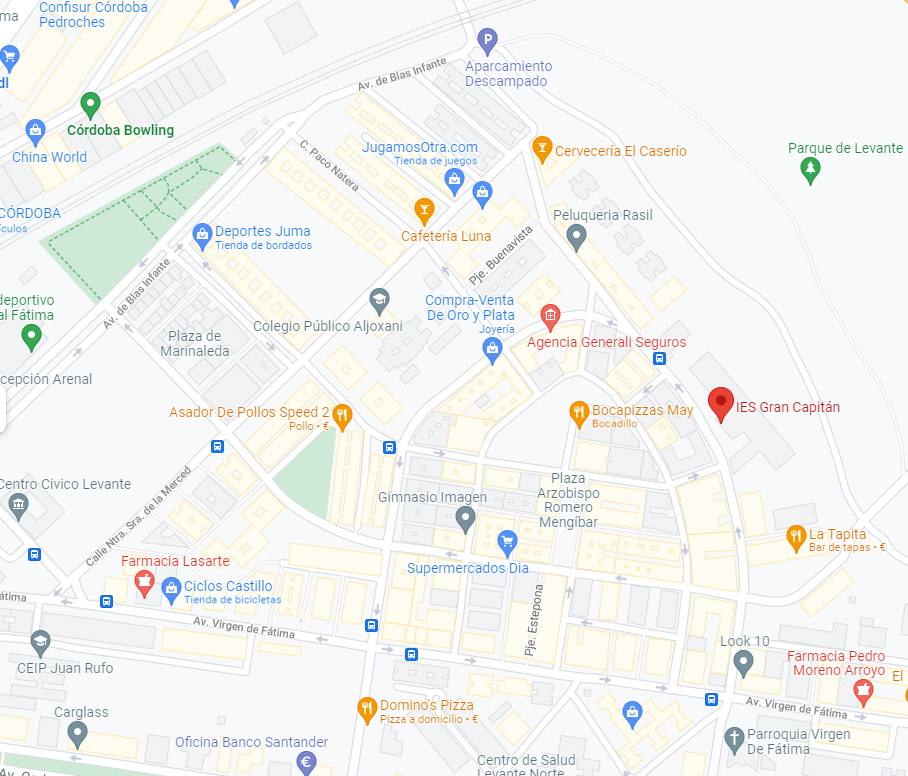 Confisur Córdoba
Pedroches
ma
Aparcamiento
Descampado
Av. de Blas Infante
dl
Córdoba Bowling
China World
JugamosOtra.com
Tienda de juegos
Cervecería El Caserío
Parque de Levante
C. Paco Natera
CÓRDOBA
ículos
Deportes Juma
Tienda de bordados
Cafetería Luna
Peluqueria Rasil
Pje. Buenavista
Av. de Blas Infante
deportivo
al Fátima
Colegio Público Aljoxani
Compra-Venta
De Oro y Plata
Joyería
Plaza de
Marinaleda
Agencia Generali Seguros
cepción Arenal
Asador De Pollos Speed 2
Pollo • €
Bocapizzas May
Bocadillo
IES Gran Capitán
Centro Civico Levante
Calle Ntra. Sra. de la Merced
Gimnasio Imagen
Plaza
Arzobispo
Romero
Mengíbar
La Tapita
Bar de tapas • €
Farmacia Lasarte
Supermercados Dia
Ciclos Castillo
Tienda de bicicletas
Fátima
Av. Virgen de Fátima
Pje. Estepona
CEIP Juan Rufo
Look 10
Farmacia Pedro
Moreno Arroyo
El
Carglass
Domino's Pizza
Pizza a domicilio • €
Av. Virgen de Fátima
Oficina Banco Santander
Parroquia Virgen
De Fátima
Centro de Salud
Levante Norte